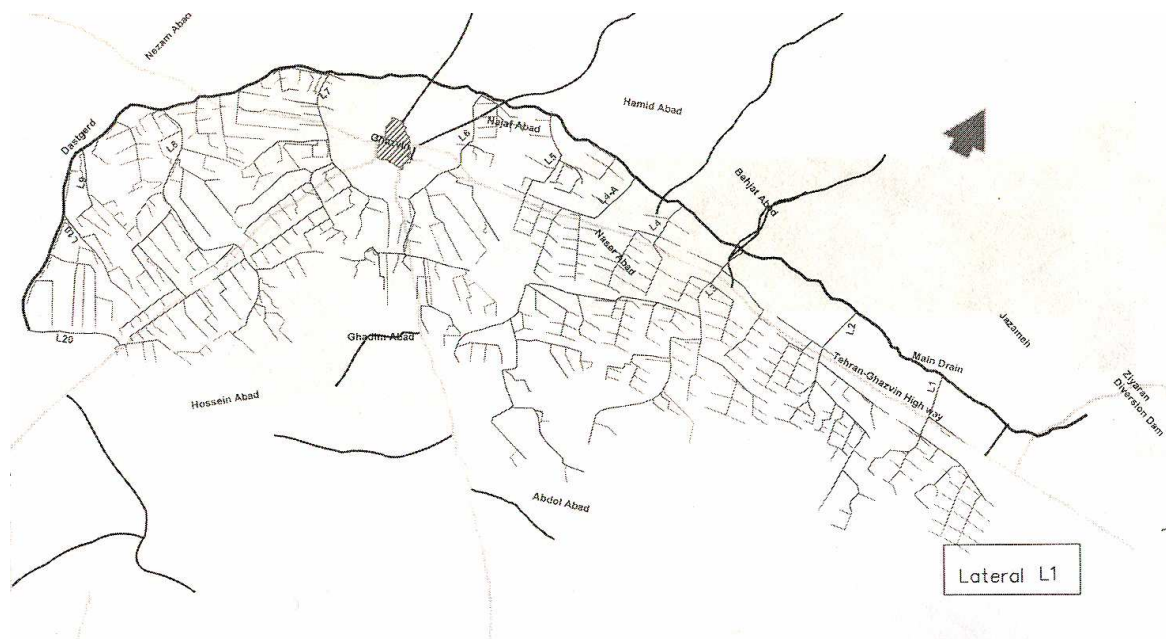 Nezam Abad
Hamid Abad
L7
Najaf Abad
L6
Dastgerd
L8
L5
L9
L4-A
Bahjat Abad
L4
Naser Abad
L10
L3
Jazameh
L2
L20
Ghadim Abad
Main Drain
Tehran-Ghazvin High way
L1
Ziyaran
Diversion Dam
Hossein Abad
Abdol Abad
Lateral L1